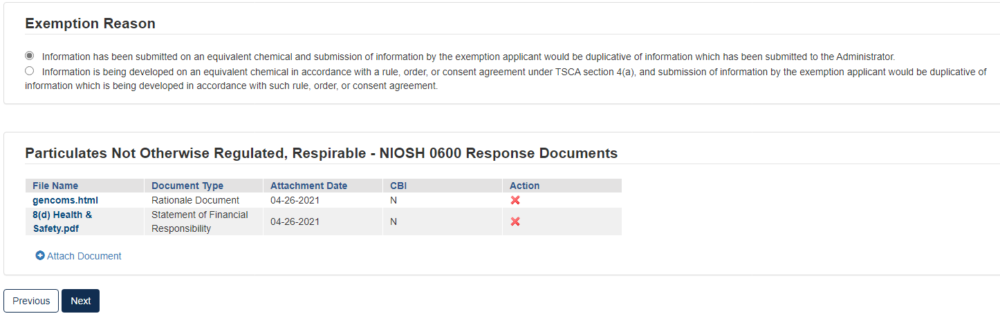 Exemption Reason
Information has been submitted on an equivalent chemical and submission of information by the exemption applicant would be duplicative of information which has been submitted to the Administrator.
Information is being developed on an equivalent chemical in accordance with a rule, order, or consent agreement under TSCA section 4(a), and submission of information by the exemption applicant would be duplicative of
information which is being developed in accordance with such rule, order, or consent agreement.
Particulates Not Otherwise Regulated, Respirable - NIOSH 0600 Response Documents
File Name Document Type Attachment Date CBI Action
gencoms.html Rationale Document 04-26-2021 N
8(d) Health & Statement of Financial
04-26-2021 N
Safety.pdf Responsibility
Attach Document
Previous Next